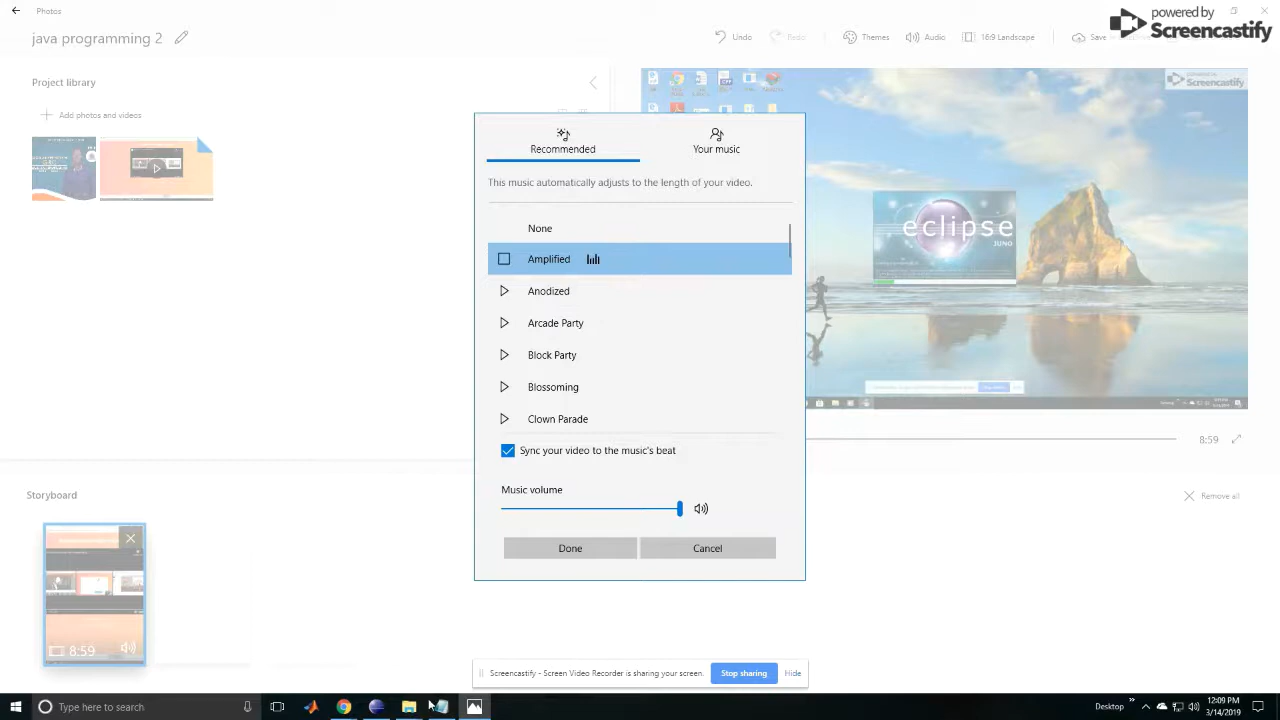 Photos
powered by
Screencastify
java programming 2
Undo
Redo
Themes
Audio
16:9 Landscape
Save
Project library
Add photos and videos
Screencastify
Recommended
Your music
This music automatically adjusts to the length of your video.
None
Amplified
Anodized
Arcade Party
Block Party
Blossoming
Clown Parade
eclipse
JUNO
Sync your video to the music's beat
8:59
Music volume
Storyboard
Remove all
Done
Cancel
8:59
Screencastify - Screen Video Recorder is sharing your screen.
Stop sharing
Hide
Type here to search
Desktop
12:09 PM
3/14/2019